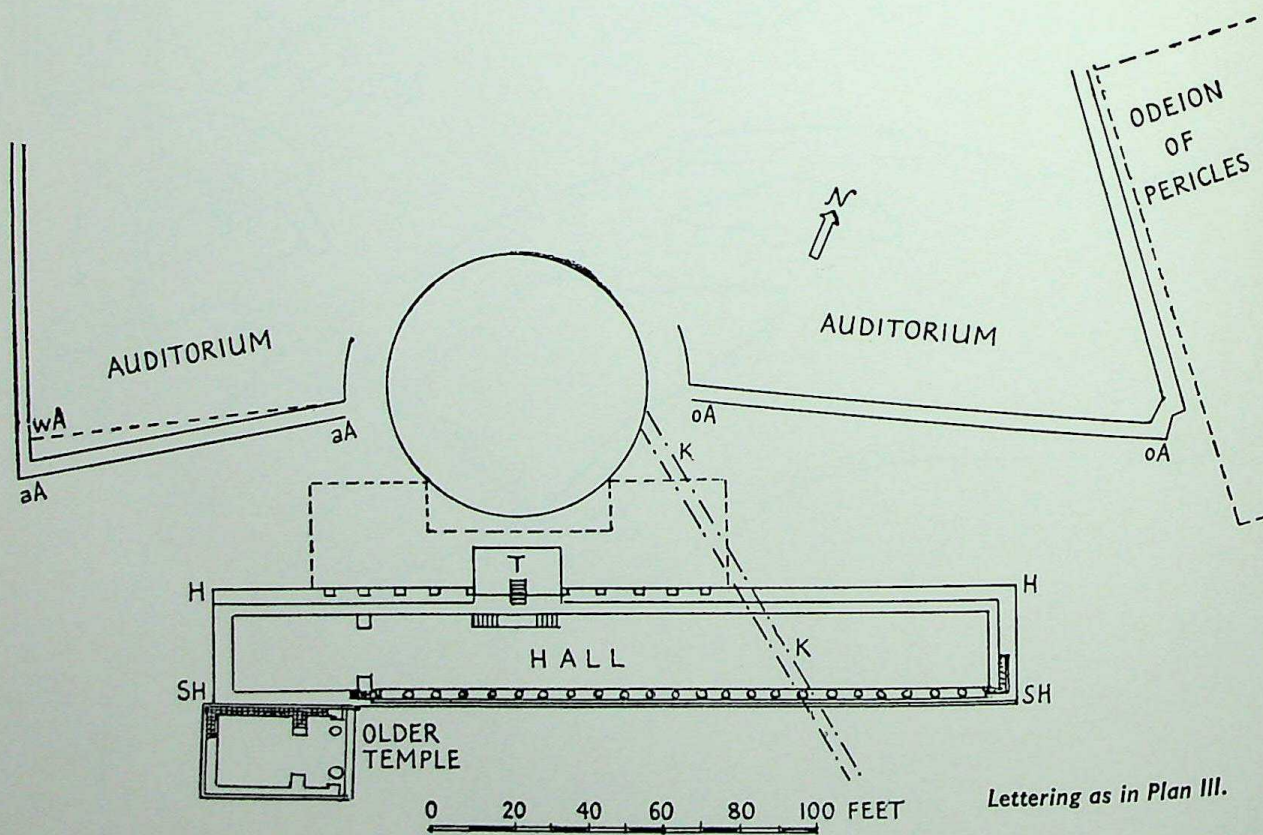 ODEION
OF
PERICLES
N
AUDITORIUM
AUDITORIUM
wA
aA
aA
oA
oA
K
T
H
H
HALL
K
SH
SH
OLDER
TEMPLE
0 20 40 60 80 100 FEET
Lettering as in Plan III.